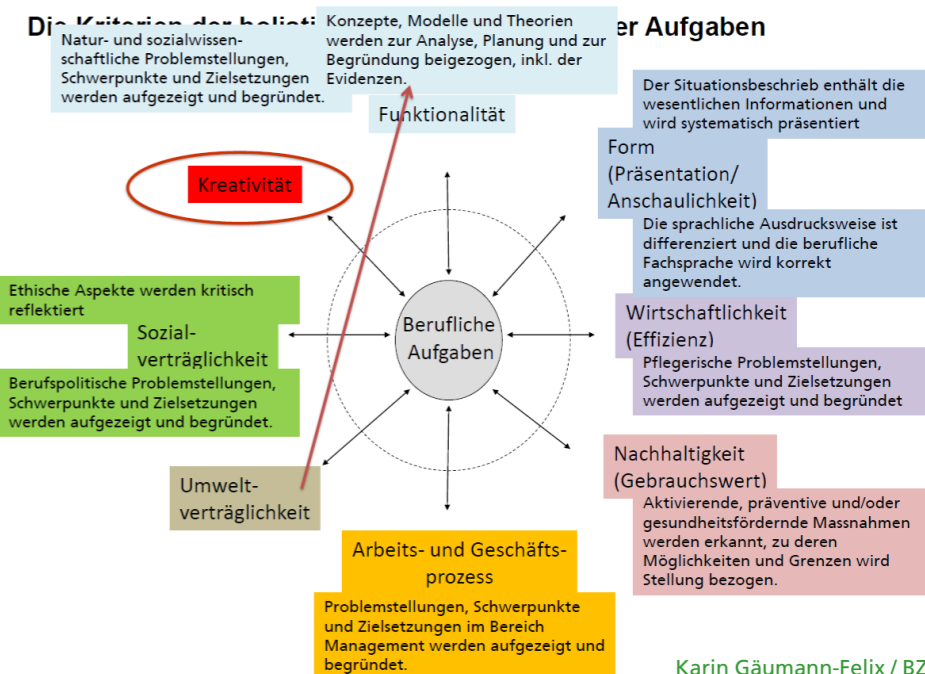 Die Kriterien der holisti
er Aufgaben
Natur- und sozialwissen-
schaftliche Problemstellungen,
Schwerpunkte und Zielsetzungen
werden aufgezeigt und begründet.
Konzepte, Modelle und Theorien
werden zur Analyse, Planung und zur
Begründung beigezogen, inkl. der
Evidenzen.
Funktionalität
Der Situationsbeschrieb enthält die
wesentlichen Informationen und
wird systematisch präsentiert
Form
(Präsentation/
Anschaulichkeit)
Die sprachliche Ausdrucksweise ist
differenziert und die berufliche
Fachsprache wird korrekt
angewendet.
Kreativität
Ethische Aspekte werden kritisch
reflektiert
Sozial-
verträglichkeit
Berufspolitische Problemstellungen,
Schwerpunkte und Zielsetzungen
werden aufgezeigt und begründet.
Berufliche
Aufgaben
Wirtschaftlichkeit
(Effizienz)
Pflegerische Problemstellungen,
Schwerpunkte und Zielsetzungen
werden aufgezeigt und begründet
Nachhaltigkeit
(Gebrauchswert)
Aktivierende, präventive und/oder
gesundheitsfördernde Massnahmen
werden erkannt, zu deren
Möglichkeiten und Grenzen wird
Stellung bezogen.
Umwelt-
verträglichkeit
Arbeits- und Geschäfts-
prozess
Problemstellungen, Schwerpunkte
und Zielsetzungen im Bereich
Management werden aufgezeigt und
begründet.
Karin Gäumann-Felix / BZ